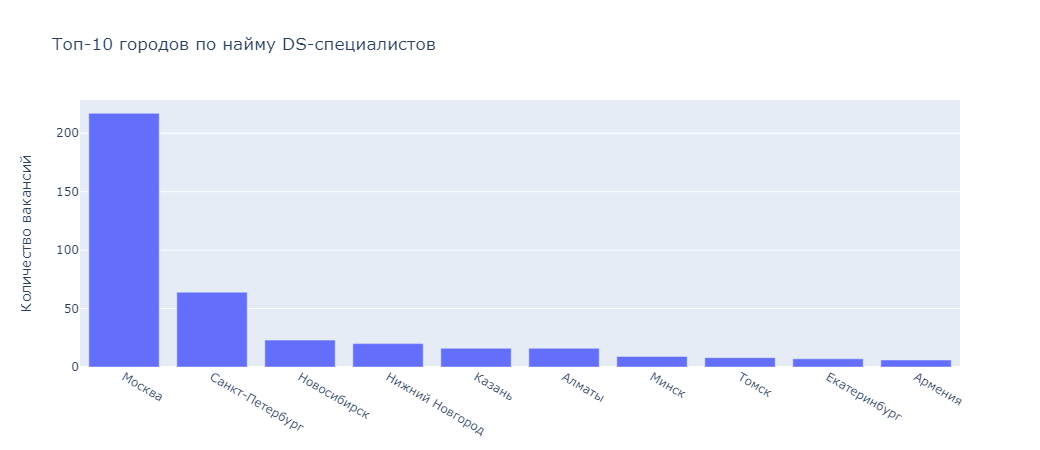 Топ-10 городов по найму DS-специалистов
Количество вакансий
200
150
100
50
0
Москва
Санкт-Петербург
Новосибирск
Нижний Новгород
Казань
Алматы
Минск
Томск
Екатеринбург
Армения